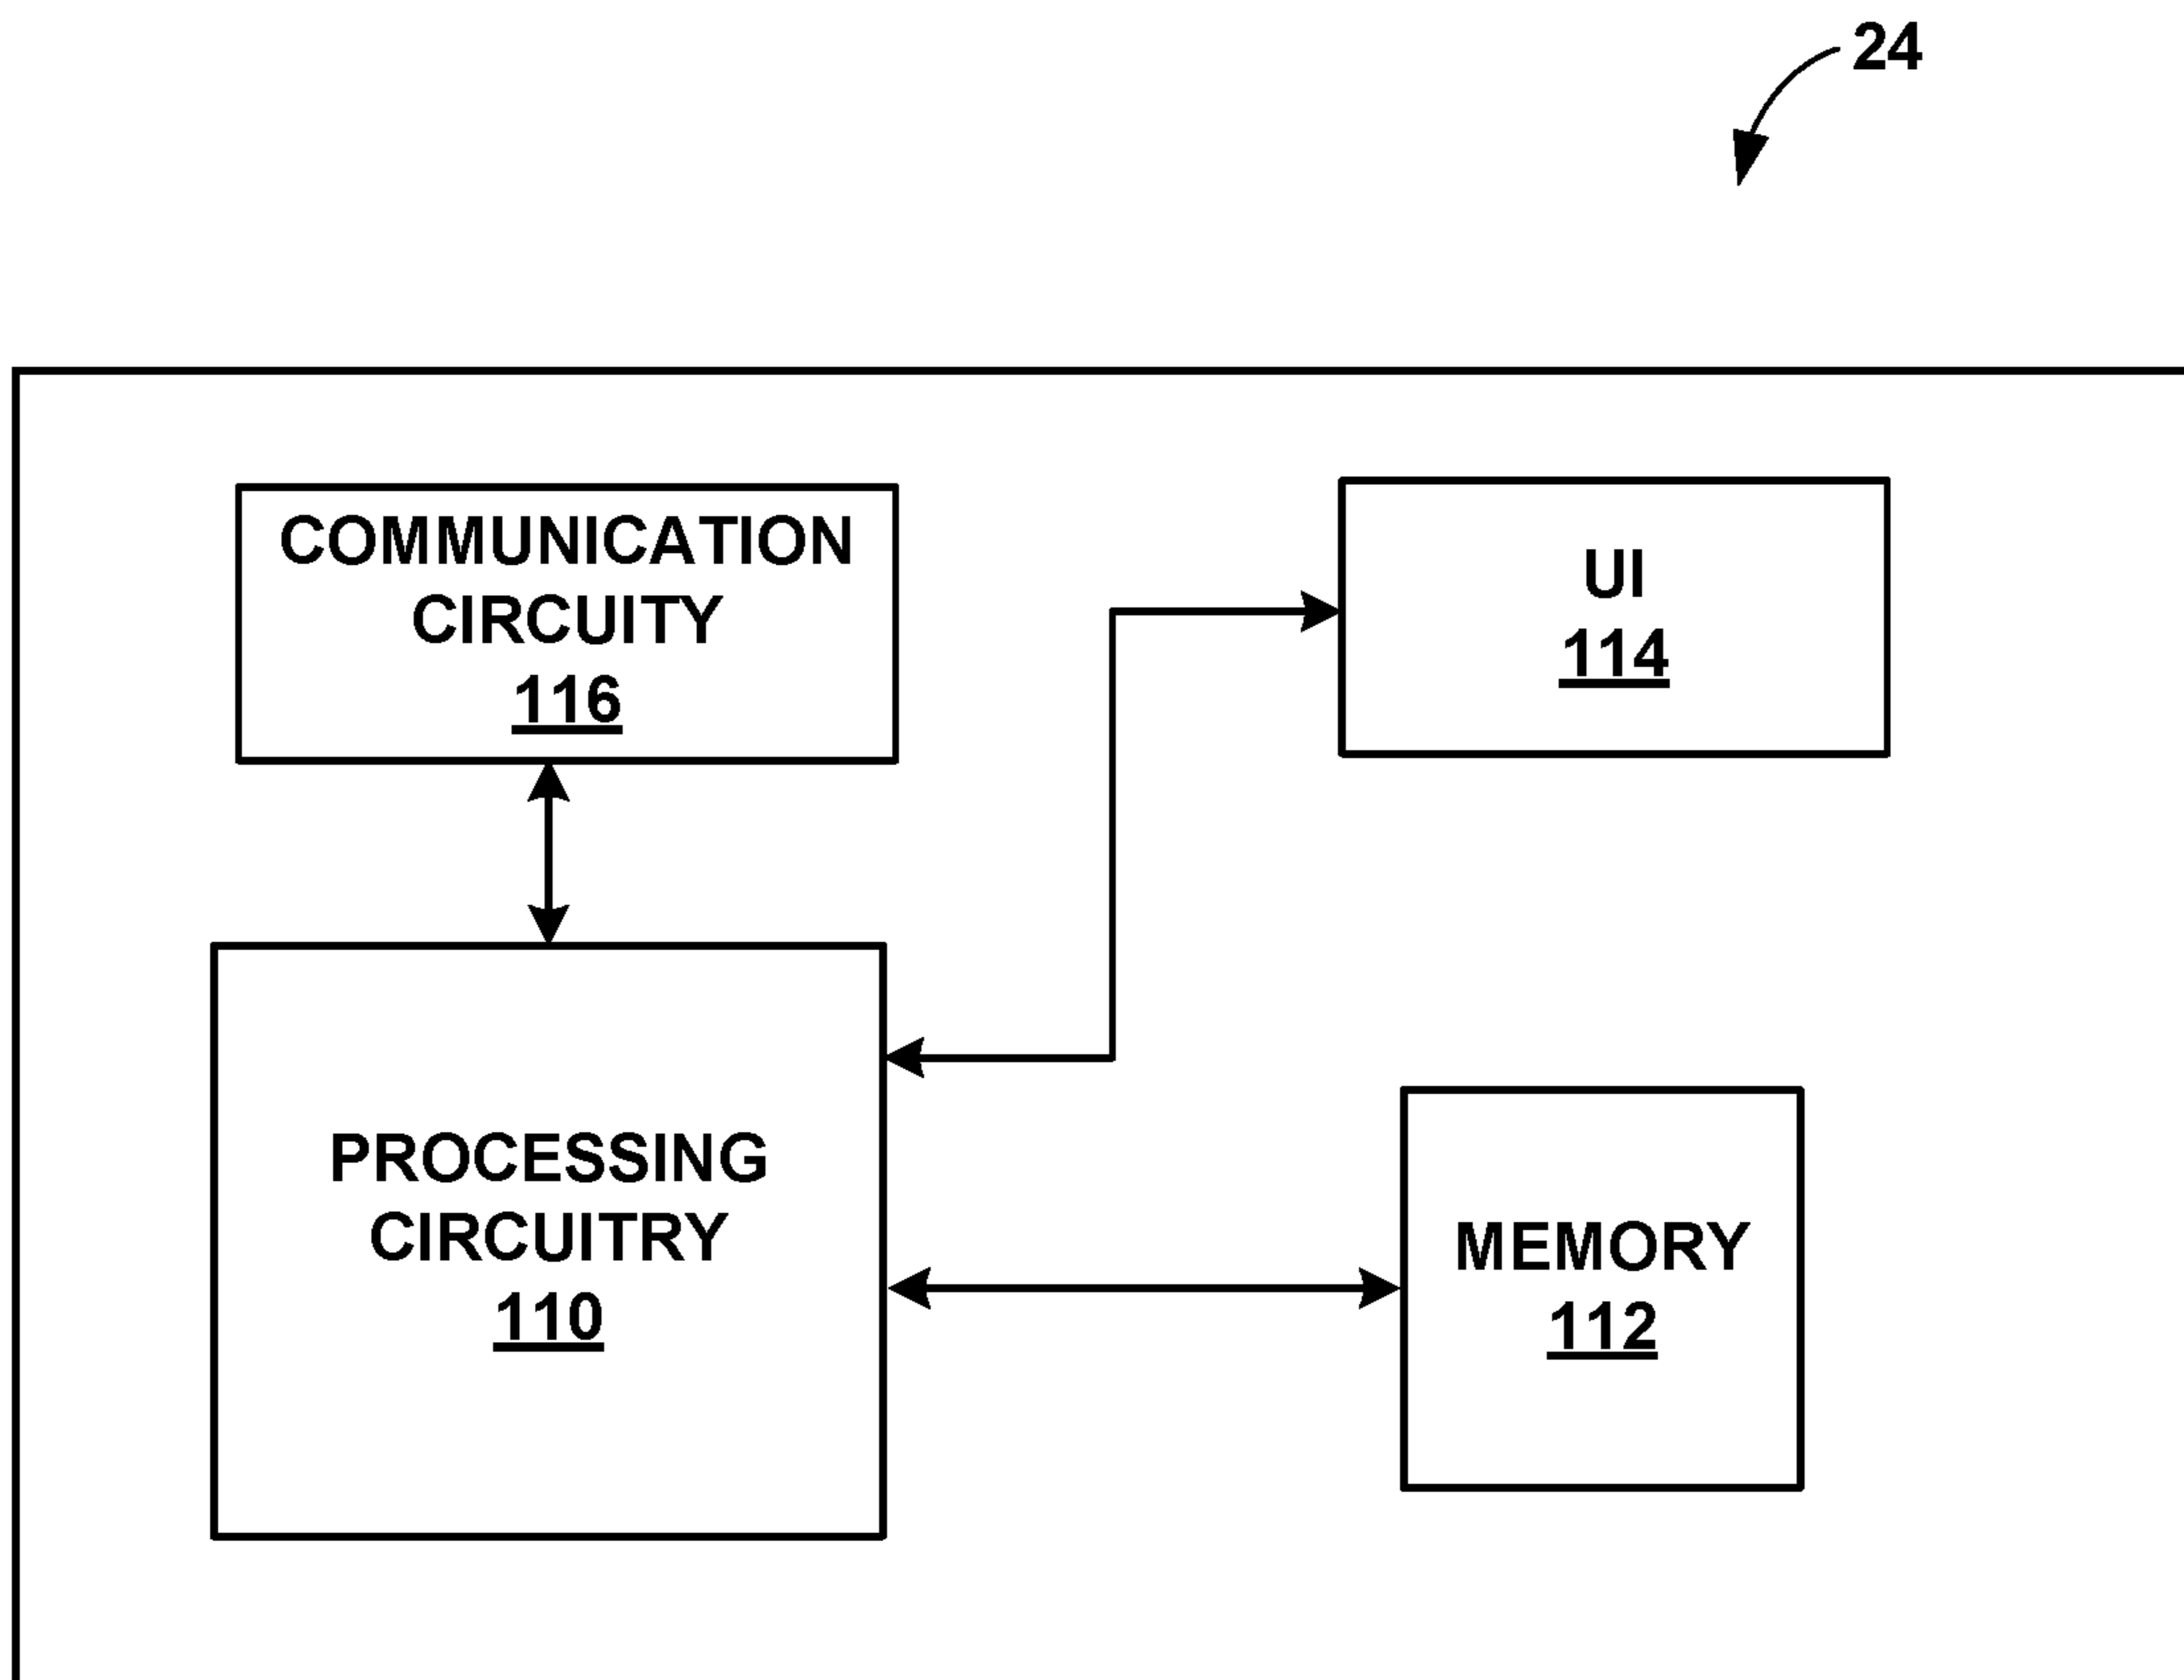 24
COMMUNICATION
CIRCUITY
116
UI
114
PROCESSING
CIRCUITRY
110
MEMORY
112